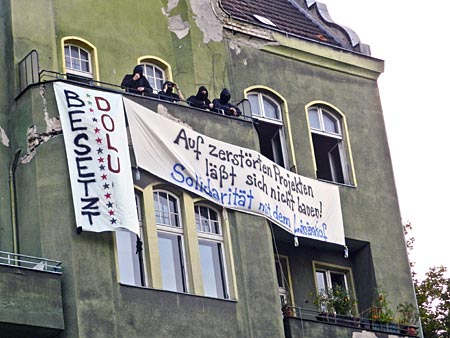 BESETZT
DOLU
Auf zerstörten Projekten
läßt sich nicht bauen!
Solidarität mit dem